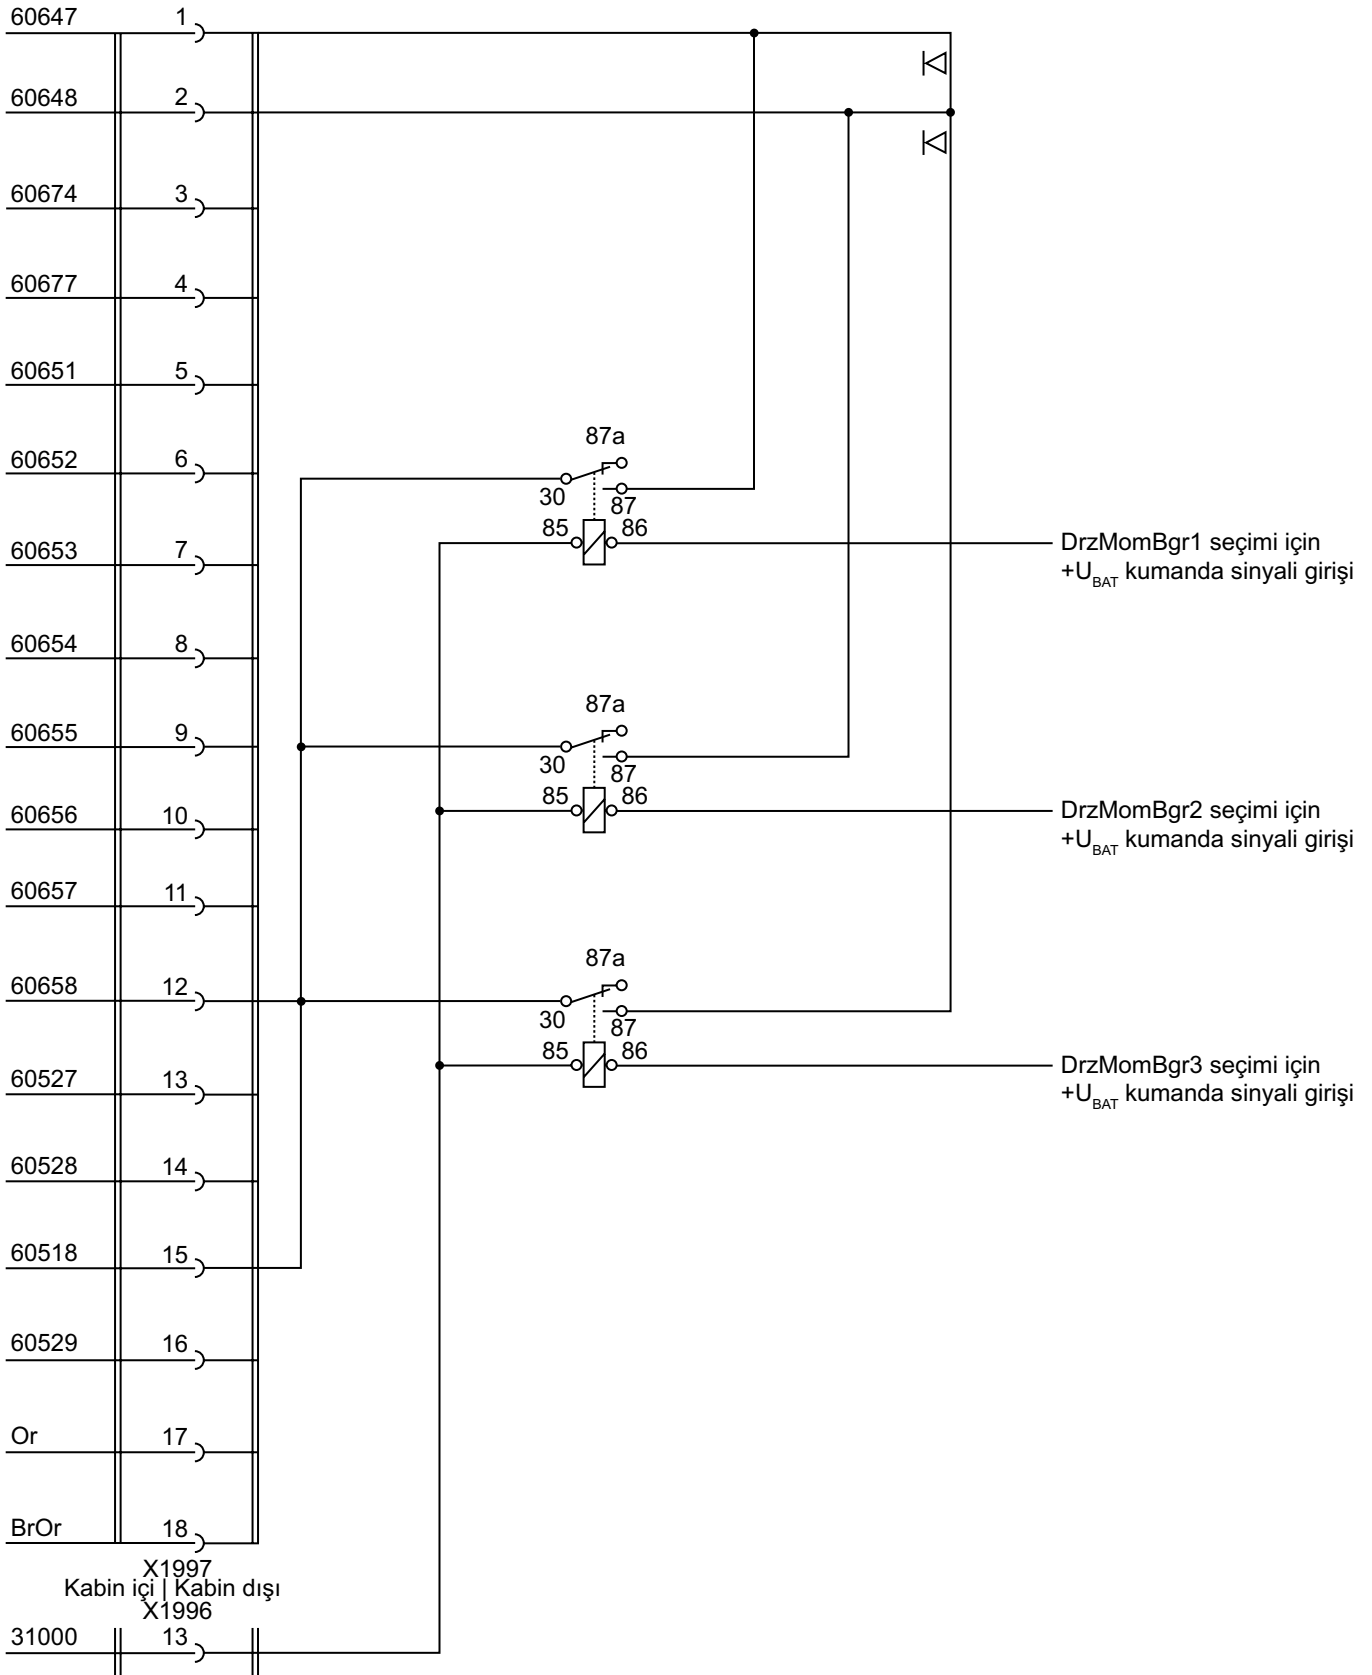 60647 1
60648 2
60674 3
60677 4
60651 5
87a
60652 6
30 87
85 86
60653 7
DrzMomBgr1 seçimi için
+UBAT kumanda sinyali girişi
60654 8
87a
60655 9
30 87
85 86
60656 10
DrzMomBgr2 seçimi için
+UBAT kumanda sinyali girişi
60657 11
87a
60658 12
30 87
85 86
DrzMomBgr3 seçimi için
+UBAT kumanda sinyali girişi
60527 13
60528 14
60518 15
60529 16
Or 17
BrOr 18
X1997
Kabin içi | Kabin dışı
X1996
31000 13